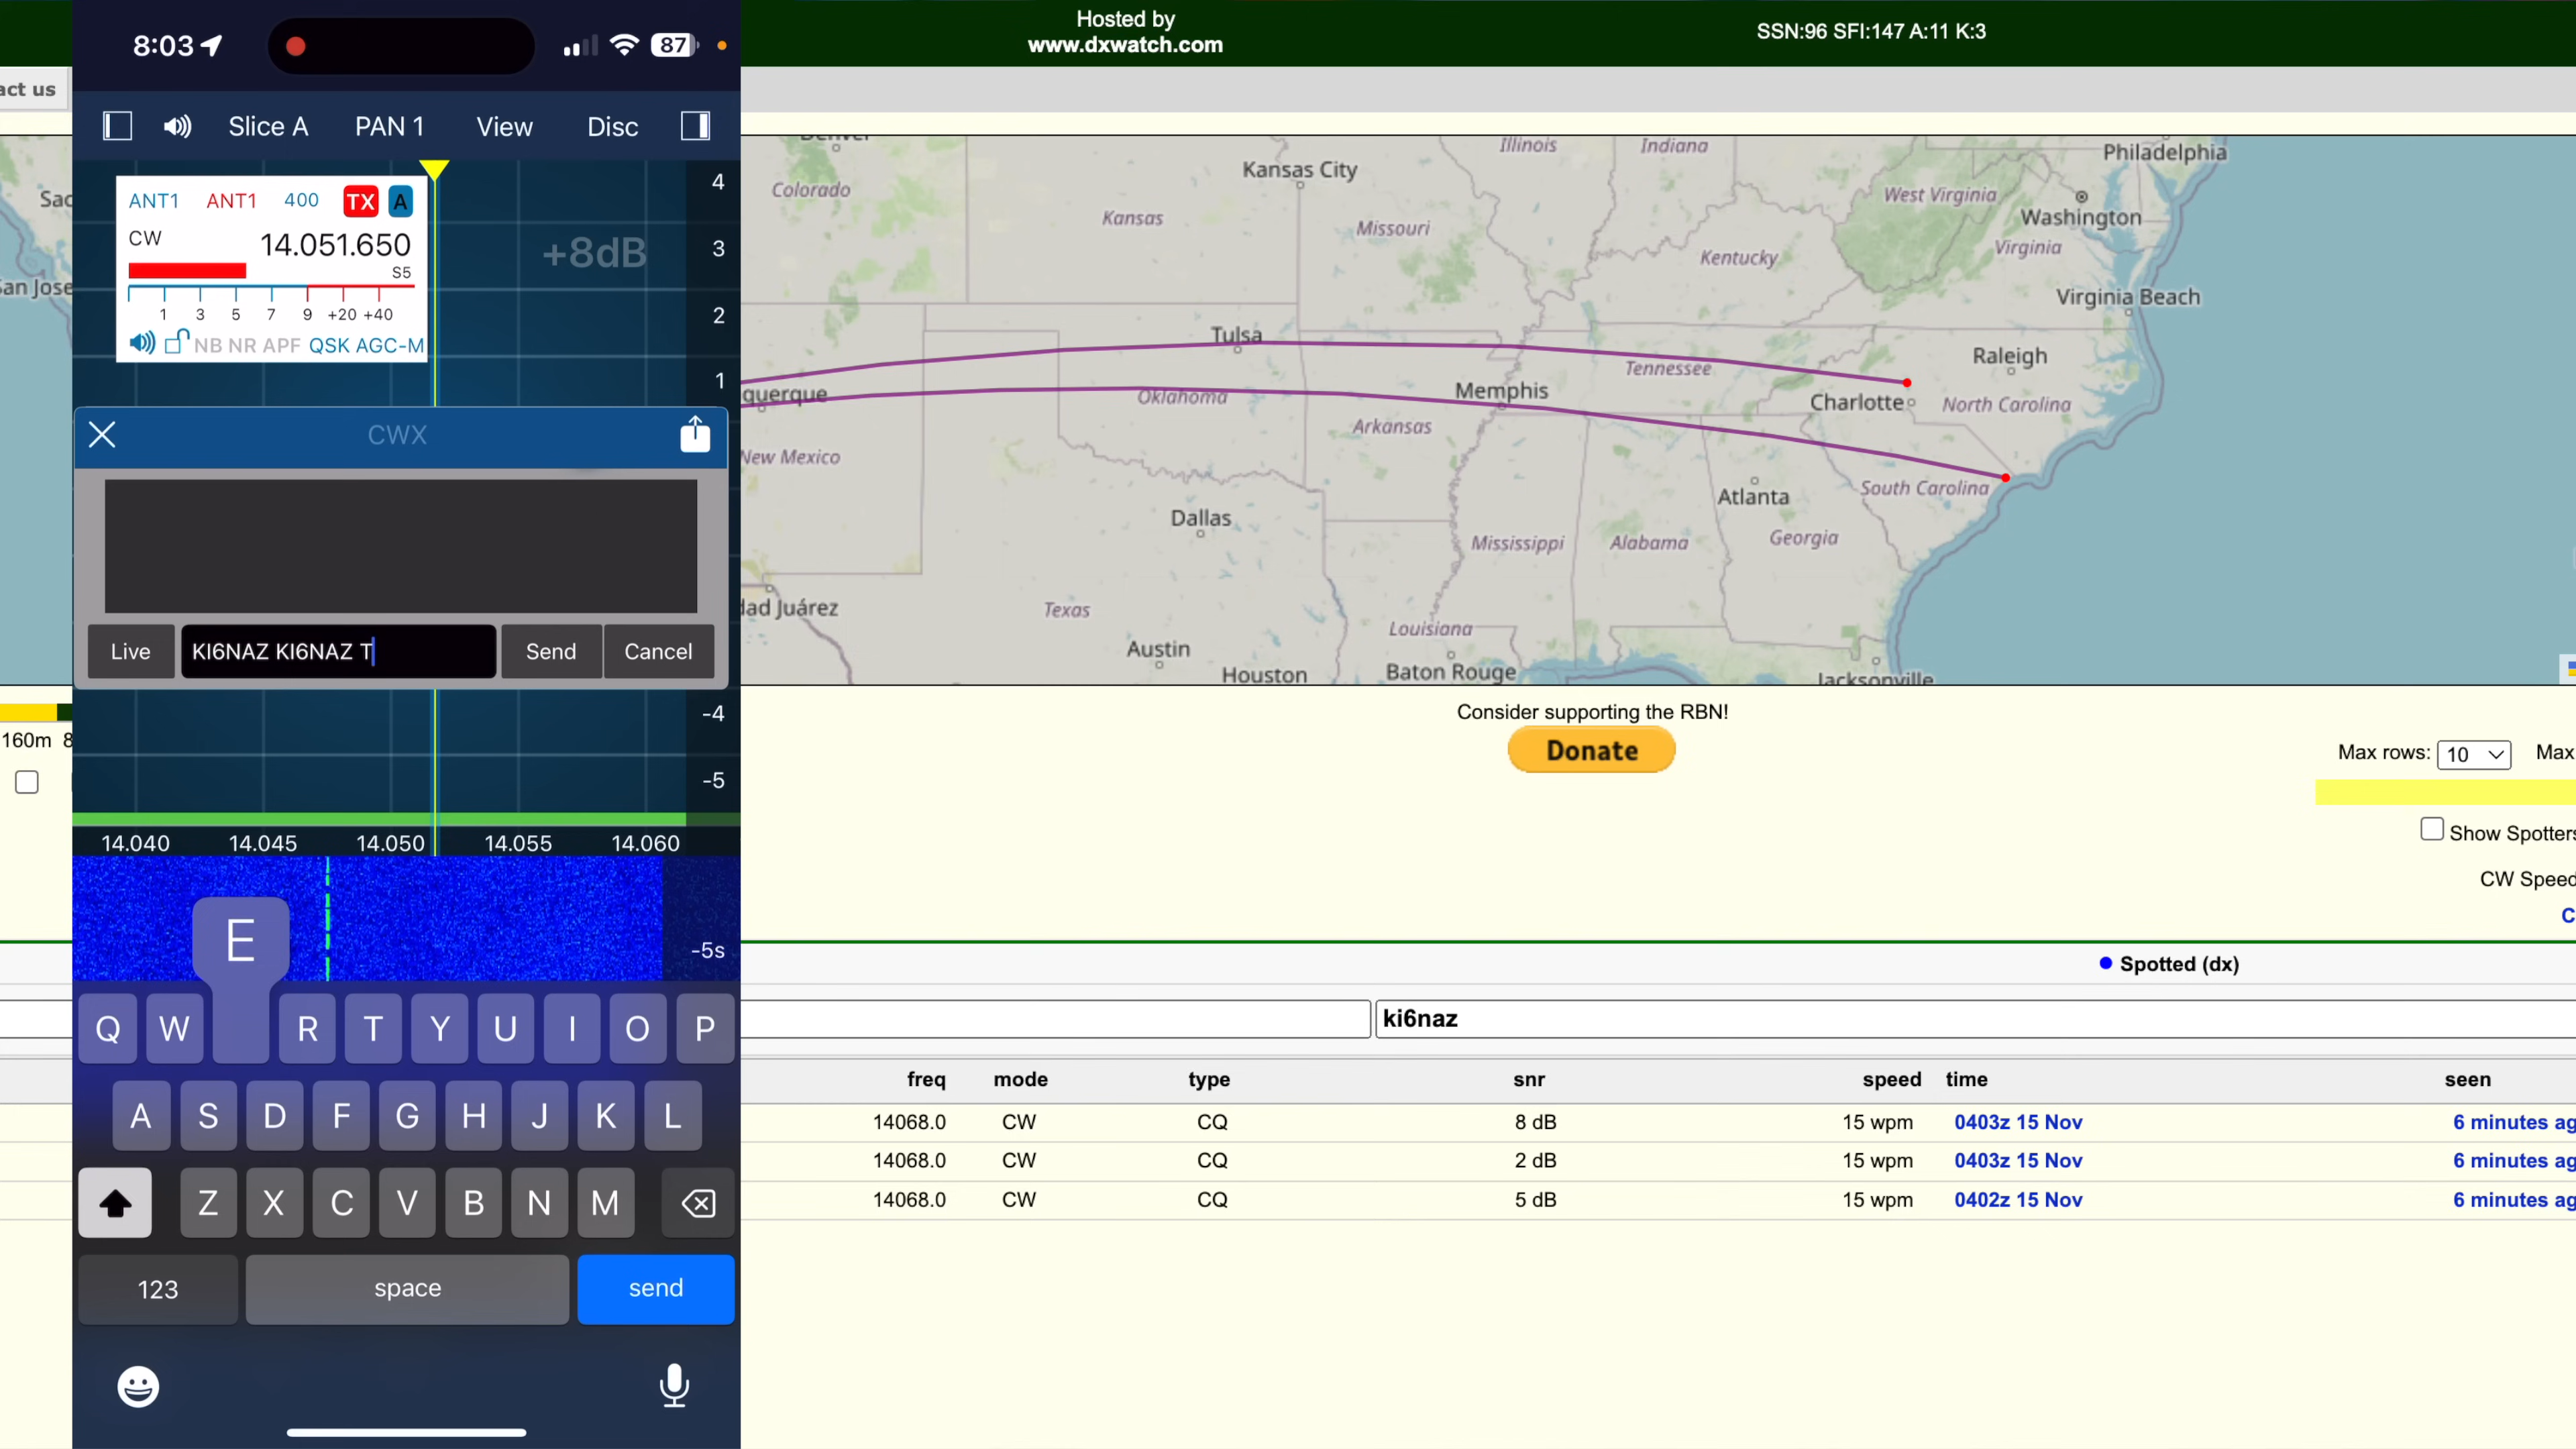 8:03
87
Slice A PAN 1 View Disc
ANT1 ANT1 400 TX A
CW 14.051.650
S5
1 3 5 7 9 +20 +40
NB NR APF QSK AGC-M
+8dB
4
3
2
1
CWX
Live KI6NAZ KI6NAZ T Send Cancel
-4
-5
14.040 14.045 14.050 14.055 14.060
-5s
E
Q W R T Y U I O P
A S D F G H J K L
Z X C V B N M
123 space send
Hosted by
www.dxwatch.com
SSN:96 SFI:147 A:11 K:3
act us
Sac
San Jose
Denver
Colorado
Kansas City
Kansas
Missouri
Illinois
Indiana
Philadelphia
West Virginia
Washington
Virginia
Kentucky
Virginia Beach
Tulsa
Raleigh
Tennessee
querque
Oklahoma
Memphis
Charlotte
North Carolina
Arkansas
New Mexico
Atlanta
South Carolina
Dallas
Mississippi
Alabama
Georgia
dad Juárez
Texas
Louisiana
Austin
Houston
Baton Rouge
Jacksonville
Consider supporting the RBN!
Donate
160m 8
Max rows: 10 Max
Show Spotters
CW Speed
C
Spotted (dx)
ki6naz
freq mode type snr speed time seen
14068.0 CW CQ 8 dB 15 wpm 0403z 15 Nov 6 minutes ag
14068.0 CW CQ 2 dB 15 wpm 0403z 15 Nov 6 minutes ag
14068.0 CW CQ 5 dB 15 wpm 0402z 15 Nov 6 minutes ag